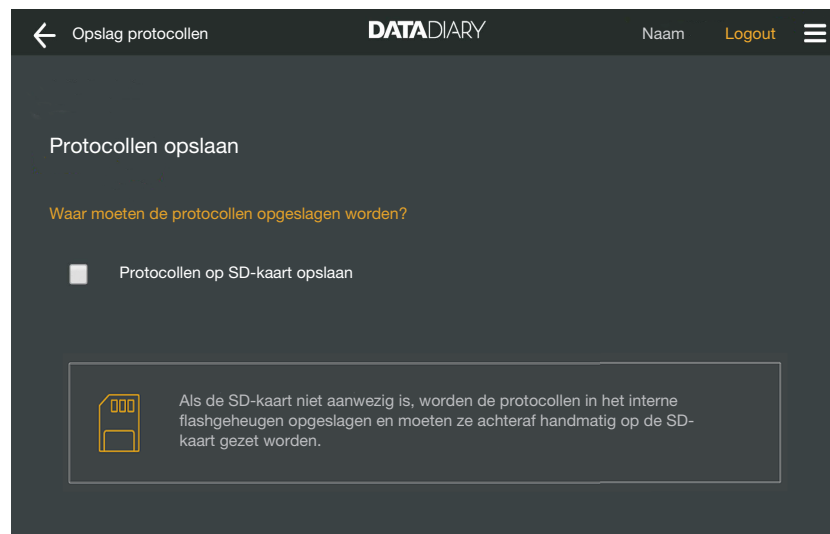 Opslag protocollen DATADIARY Naam Logout
Protocollen opslaan
Waar moeten de protocollen opgeslagen worden?
Protocollen op SD-kaart opslaan
Als de SD-kaart niet aanwezig is, worden de protocollen in het interne
flashgeheugen opgeslagen en moeten ze achteraf handmatig op de SD-
kaart gezet worden.